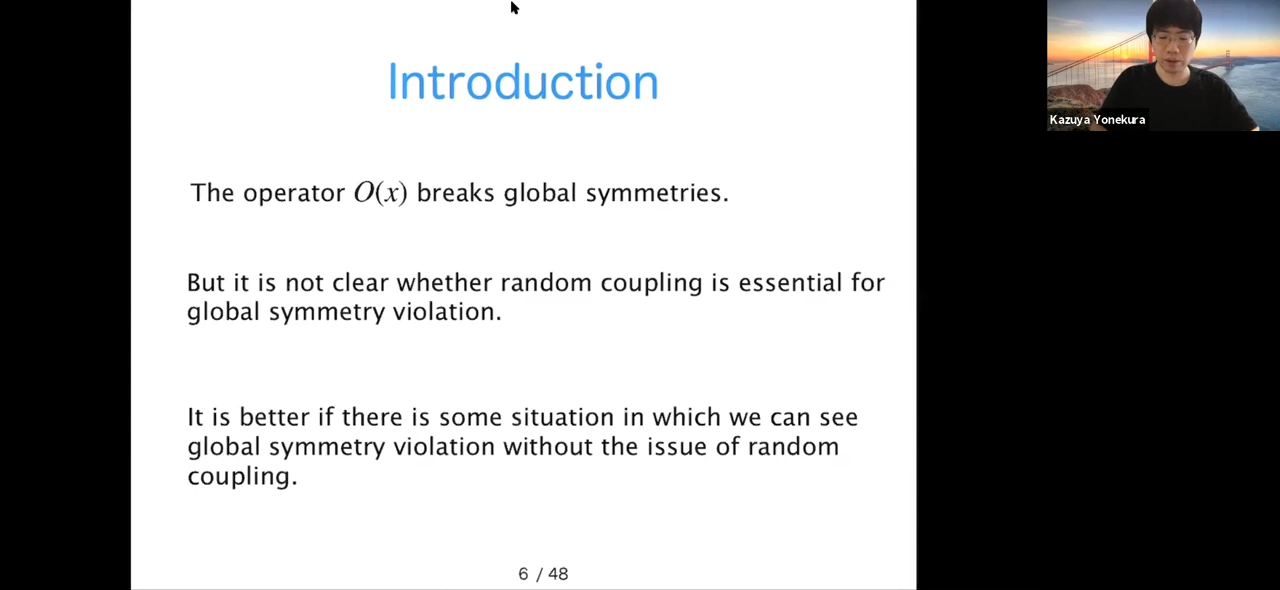 Introduction
Kazuya Yonekura
The operator O(x) breaks global symmetries.
But it is not clear whether random coupling is essential for
global symmetry violation.
It is better if there is some situation in which we can see
global symmetry violation without the issue of random
coupling.
6 / 48